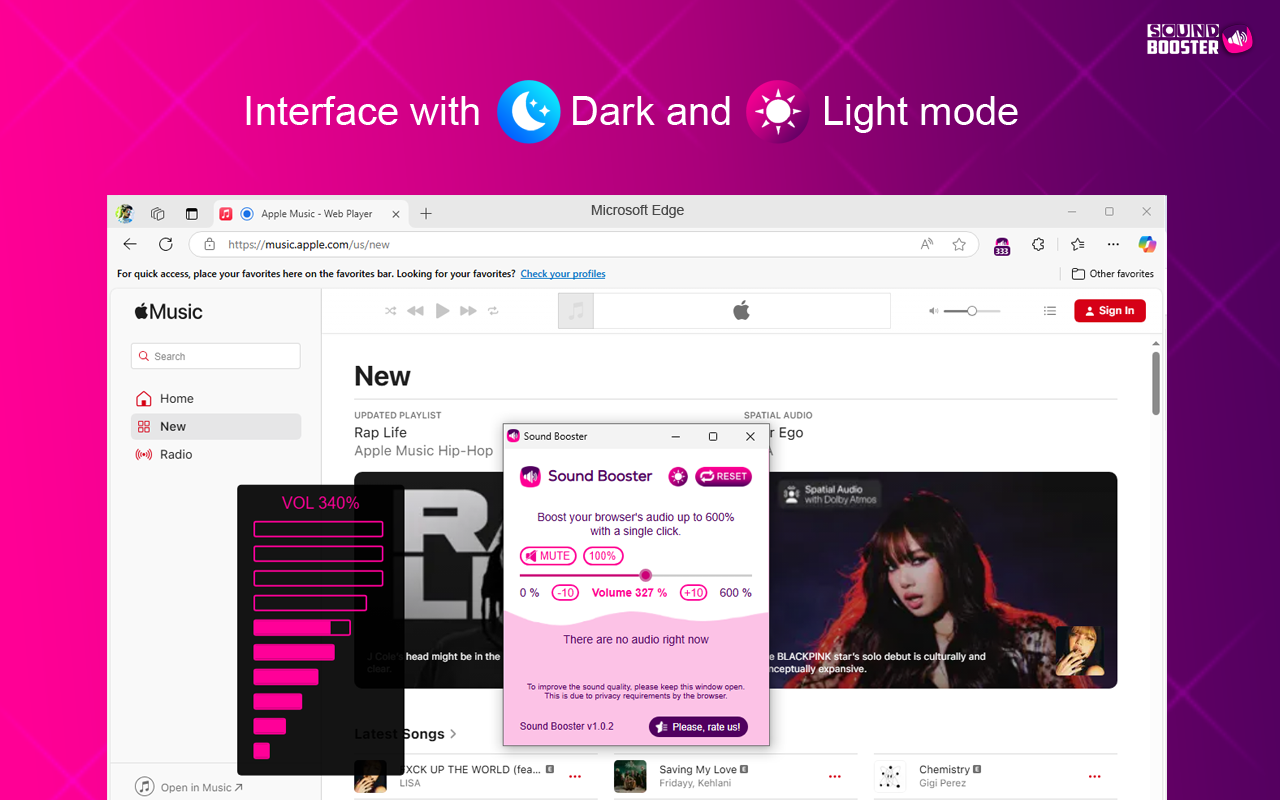 SOUND
BOOSTER
Interface with Dark and Light mode
Apple Music - Web Player
Microsoft Edge
https://music.apple.com/us/new
A
333
For quick access, place your favorites here on the favorites bar. Looking for your favorites? Check your profiles
Other favorites
Music
Sign In
Search
Home
New
Radio
New
UPDATED PLAYLIST
Rap Life
Apple Music Hip-Hop
SPATIAL AUDIO
r Ego
A
Spatial Audio
with Dolby Atmos
VOL 340%
RA
LI
Sound Booster
Sound Booster
RESET
Boost your browser's audio up to 600%
with a single click.
MUTE
100%
0 %
-10
Volume 327 %
+10
600 %
There are no audio right now
To improve the sound quality, please keep this window open.
This is due to privacy requirements by the browser.
Sound Booster v1.0.2
Please, rate us!
J Cole's head might be in the
clear.
e BLACKPINK star's solo debut is culturally and
nceptually expansive.
Latest Songs
FXCK UP THE WORLD (fea... E
LISA
Saving My Love E
Fridayy, Kehlani
Chemistry E
Gigi Perez
Open in Music